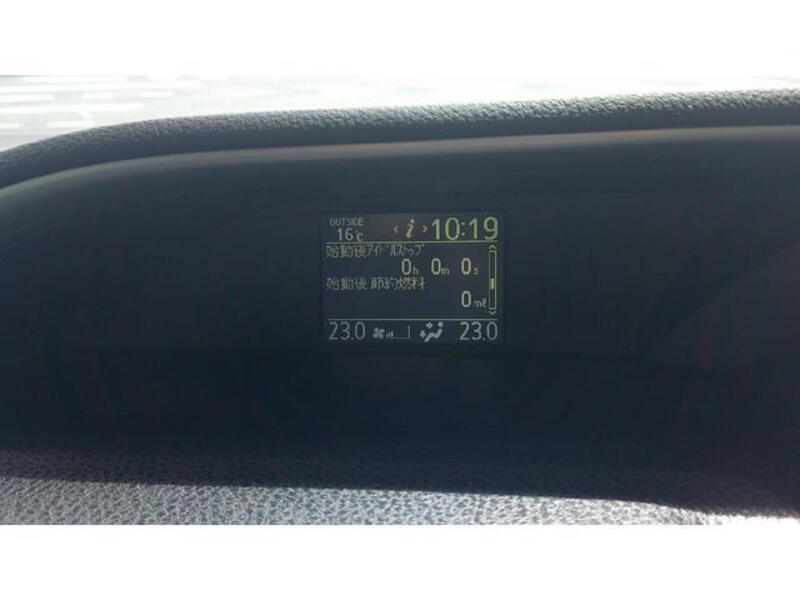 OUTSIDE
16℃ ‹ i › 10:19
始動後アイドルストップ
0h 0m 0s
始動後 節約燃料
0mℓ
23.0 23.0